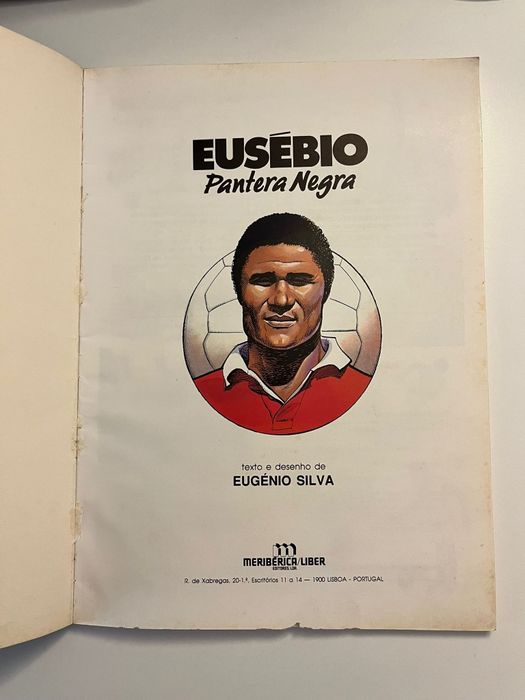 EUSÉBIO
Pantera Negra
texto e desenho de
EUGÉNIO SILVA
m
MERIBÉRICA/LIBER
EDITORES, LDA.
R. de Xabregas, 20-1.º, Escritórios 11 a 14 — 1900 LISBOA - PORTUGAL